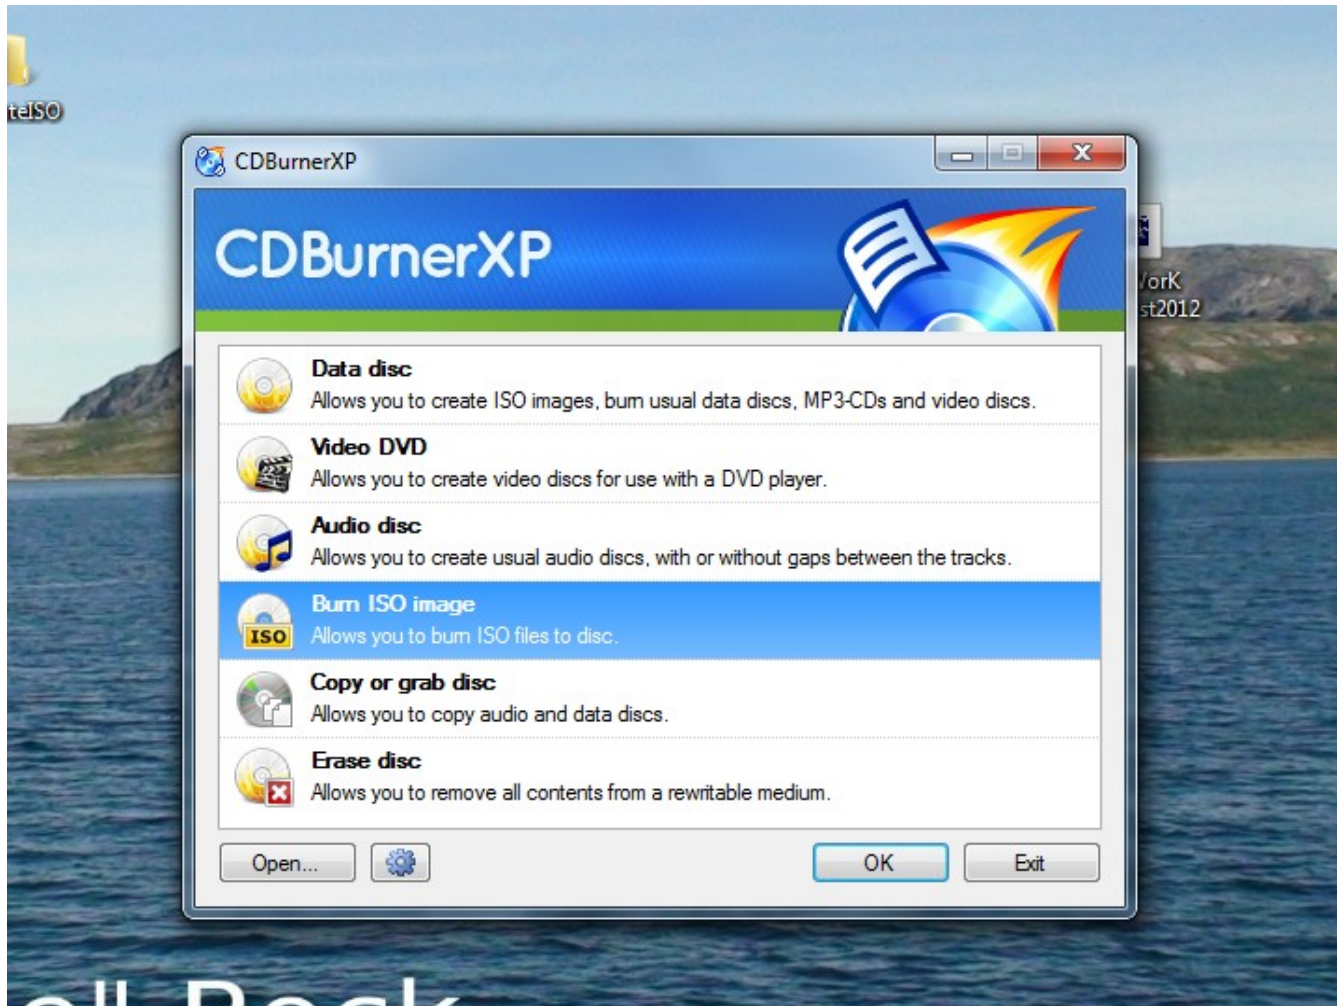 teISO
CDBurnerXP
CDBurnerXP
Data disc
Allows you to create ISO images, burn usual data discs, MP3-CDs and video discs.
Video DVD
Allows you to create video discs for use with a DVD player.
Audio disc
Allows you to create usual audio discs, with or without gaps between the tracks.
Burn ISO image
ISO
Allows you to burn ISO files to disc.
Copy or grab disc
Allows you to copy audio and data discs.
Erase disc
Allows you to remove all contents from a rewritable medium.
Open...
OK
Exit
st2012